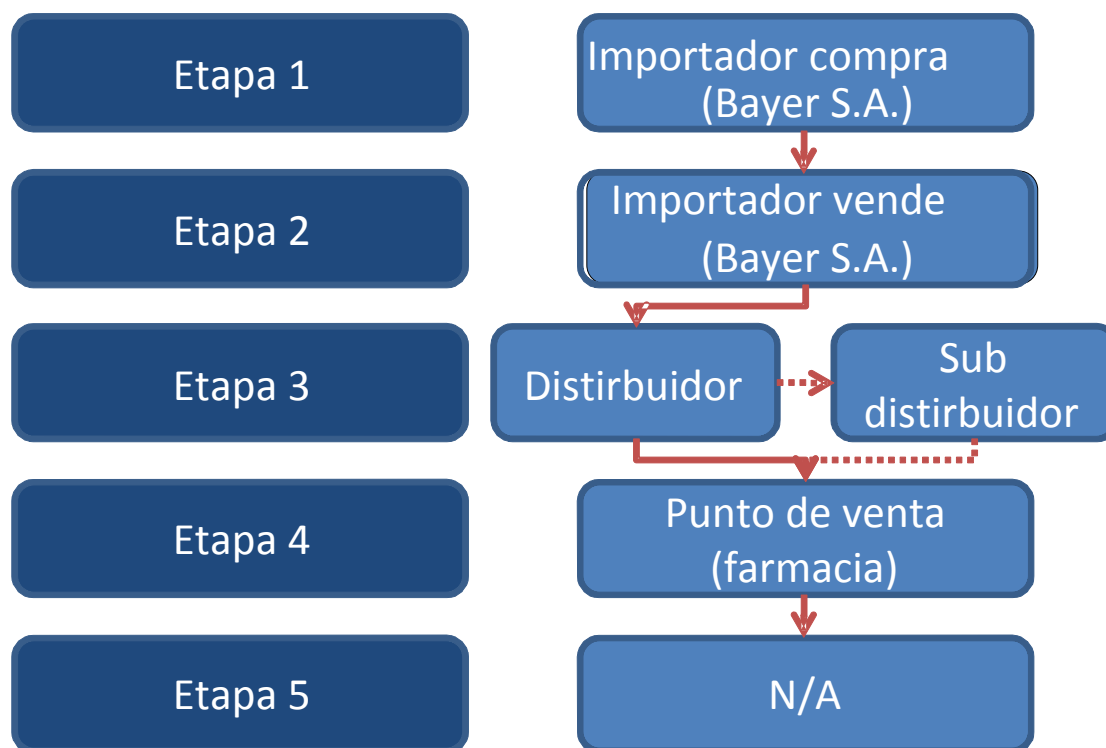 Etapa 1
Importador compra
(Bayer S.A.)
Etapa 2
Importador vende
(Bayer S.A.)
Etapa 3
Distirbuidor
Sub
distirbuidor
Etapa 4
Punto de venta
(farmacia)
Etapa 5
N/A